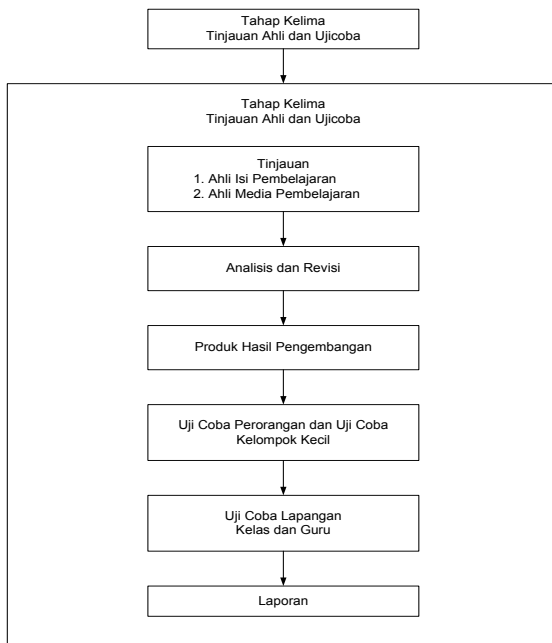 Tahap Kelima
Tinjauan Ahli dan Ujicoba
Tahap Kelima
Tinjauan Ahli dan Ujicoba
Tinjauan
1. Ahli Isi Pembelajaran
2. Ahli Media Pembelajaran
Analisis dan Revisi
Produk Hasil Pengembangan
Uji Coba Perorangan dan Uji Coba
Kelompok Kecil
Uji Coba Lapangan
Kelas dan Guru
Laporan